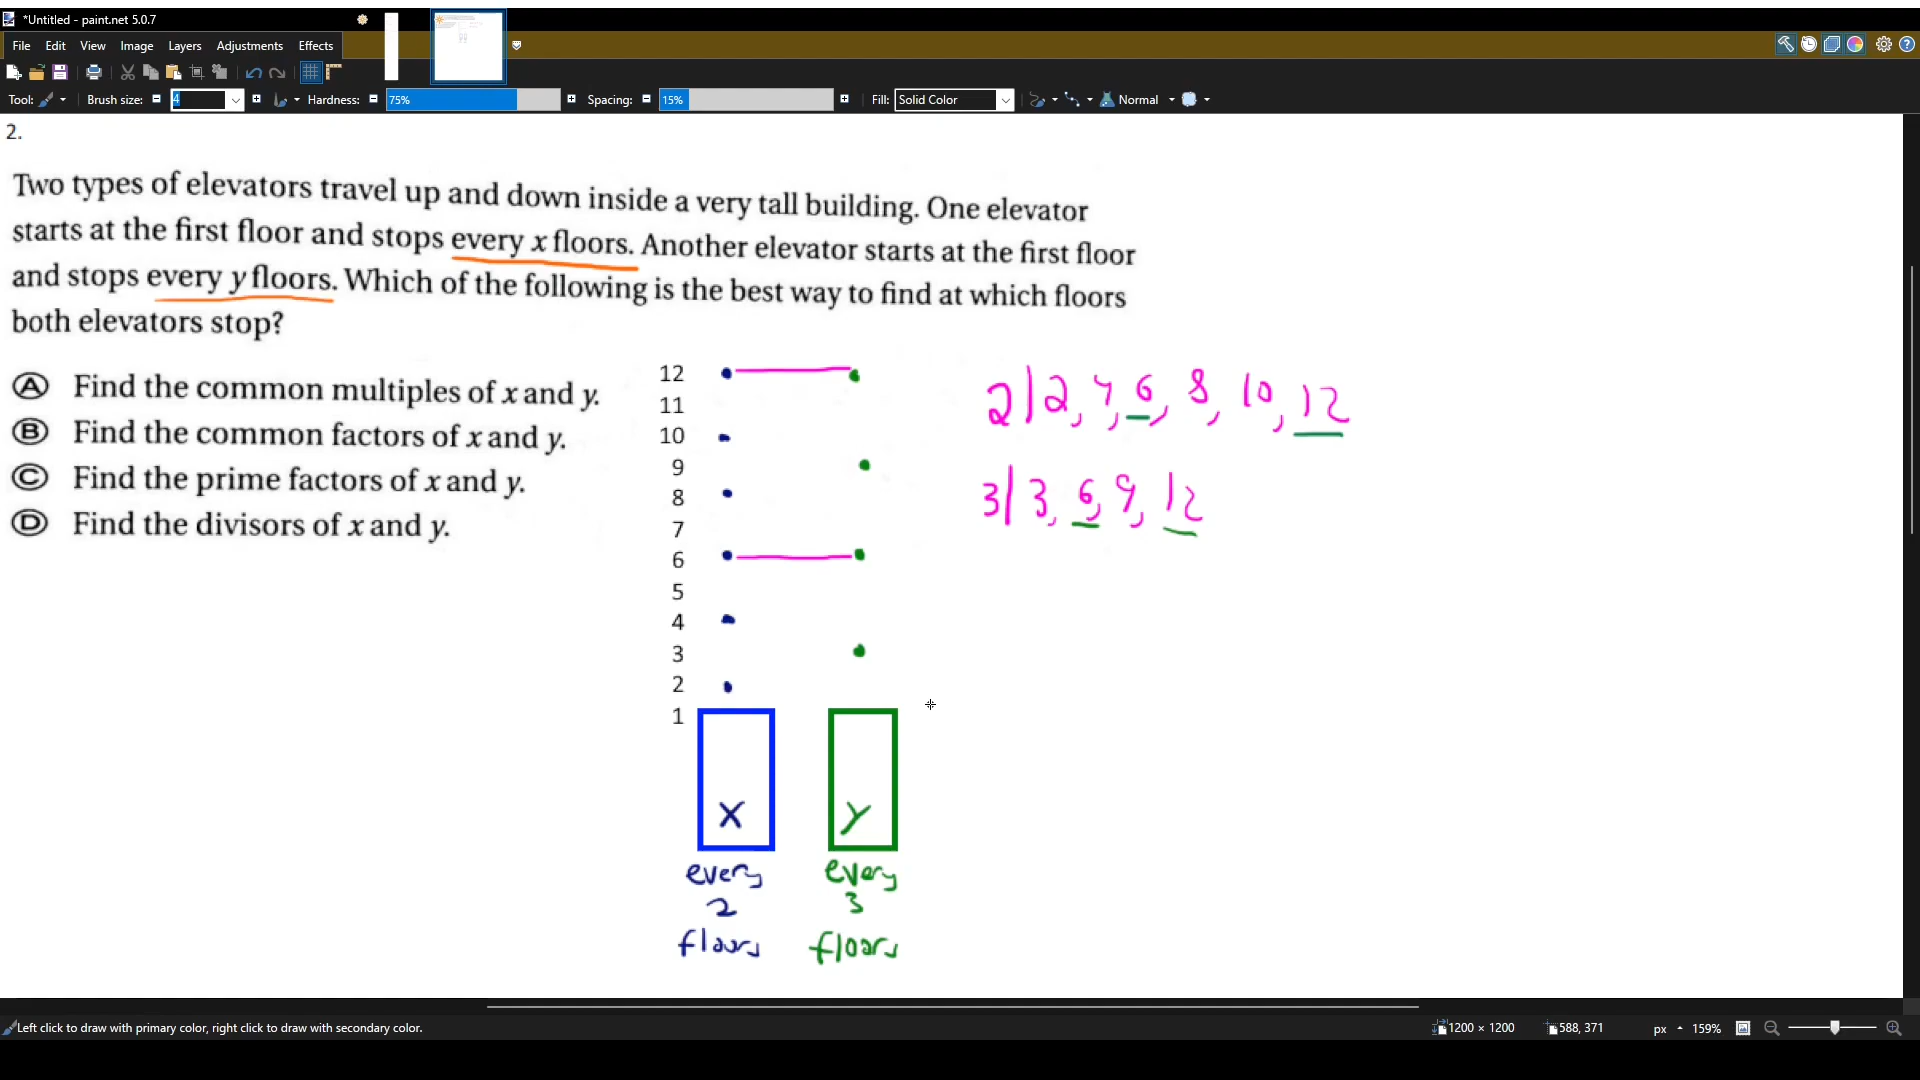 *Untitled - paint.net 5.0.7
File Edit View Image Layers Adjustments Effects
Tool: Brush size: 4 Hardness: 75% Spacing: 15% Fill: Solid Color Normal
2.
Two types of elevators travel up and down inside a very tall building. One elevator
starts at the first floor and stops every x floors. Another elevator starts at the first floor
and stops every y floors. Which of the following is the best way to find at which floors
both elevators stop?
A Find the common multiples of x and y.
B Find the common factors of x and y.
C Find the prime factors of x and y.
D Find the divisors of x and y.
12
11
10
9
8
7
6
5
4
3
2
1
2| 2, 4, 6, 8, 10, 12
3| 3, 6, 9, 12
X Y
every every
2 3
floors floors
Left click to draw with primary color, right click to draw with secondary color.
1200 × 1200 588, 371 px 159%